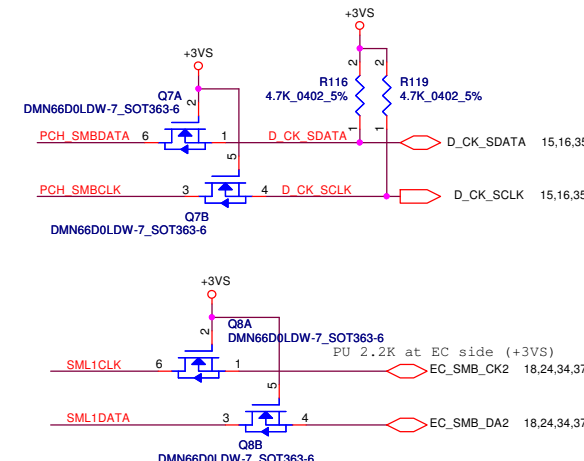 +3VS
+3VS
Q7A
DMN66D0LDW-7_SOT363-6
2
2
2
R116
4.7K_0402_5%
R119
4.7K_0402_5%
1
1
PCH_SMBDATA 6 1 D_CK_SDATA D_CK_SDATA 15,16,35
5
PCH_SMBCLK 3 4 D_CK_SCLK D_CK_SCLK 15,16,35
Q7B
DMN66D0LDW-7_SOT363-6
+3VS
2
Q8A
DMN66D0LDW-7_SOT363-6
PU 2.2K at EC side (+3VS)
SML1CLK 6 1 EC_SMB_CK2 18,24,34,37
5
SML1DATA 3 4 EC_SMB_DA2 18,24,34,37
Q8B
DMN66D0LDW-7_SOT363-6